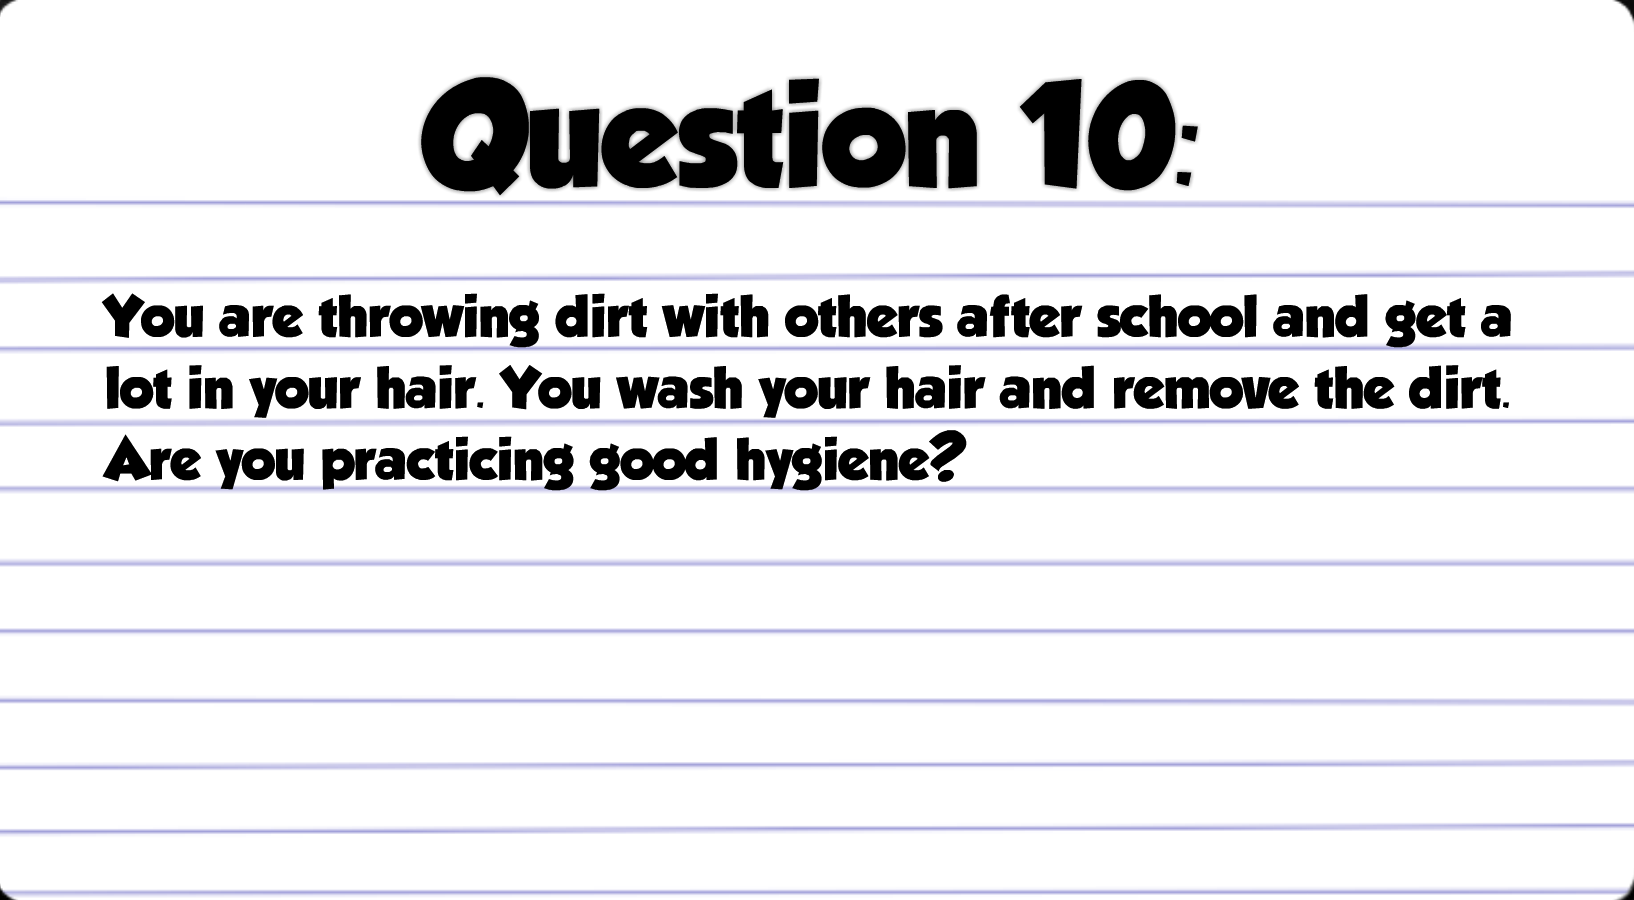 Question 10:
You are throwing dirt with others after school and get a
lot in your hair. You wash your hair and remove the dirt.
Are you practicing good hygiene?